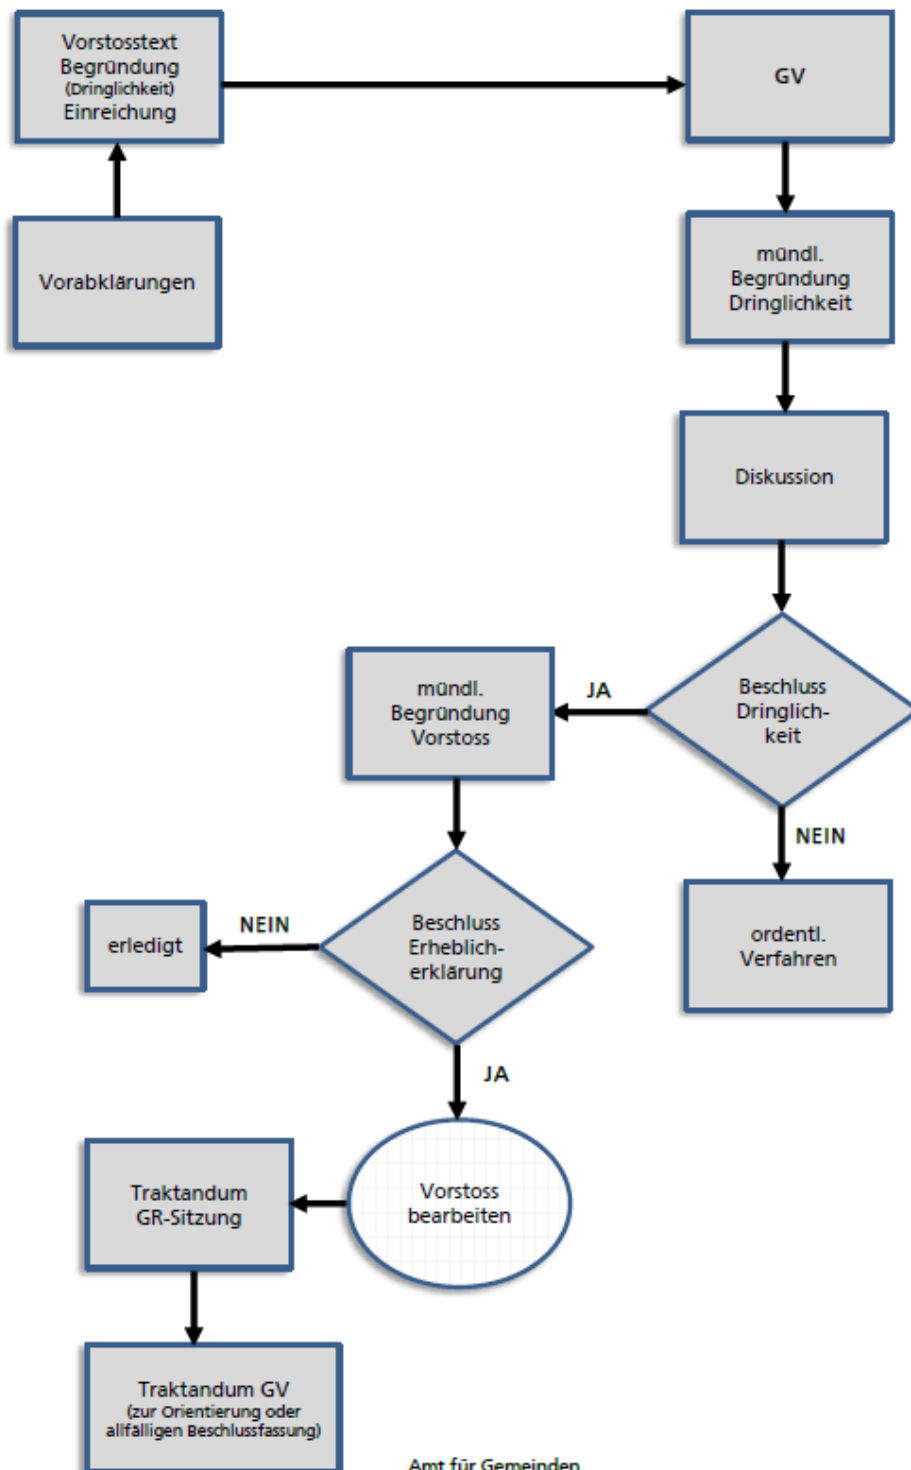 Vorstosstext
Begründung
(Dringlichkeit)
Einreichung
GV
Vorabklärungen
mündl.
Begründung
Dringlichkeit
Diskussion
Beschluss
Dringlich-
keit
JA
mündl.
Begründung
Vorstoss
NEIN
ordentl.
Verfahren
Beschluss
Erheblich-
erklärung
NEIN
erledigt
JA
Vorstoss
bearbeiten
Traktandum
GR-Sitzung
Traktandum GV
(zur Orientierung oder
allfälligen Beschlussfassung)
Amt für Gemeinden